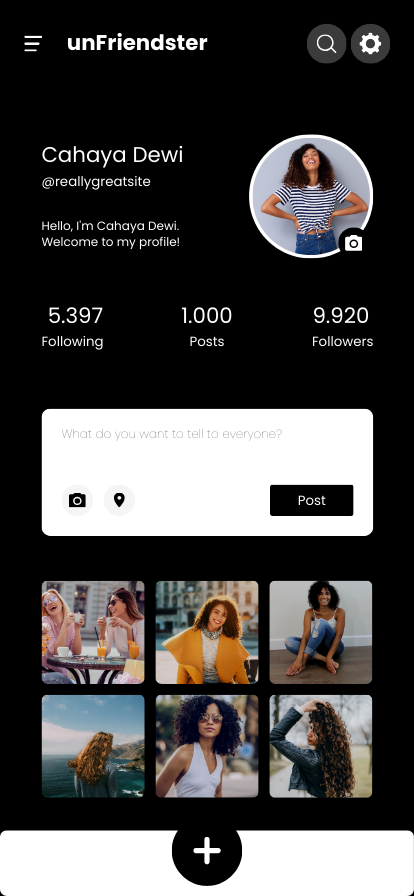 unFriendster
Cahaya Dewi
@reallygreatsite
Hello, I'm Cahaya Dewi.
Welcome to my profile!
5.397
Following
1.000
Posts
9.920
Followers
What do you want to tell to everyone?
Post